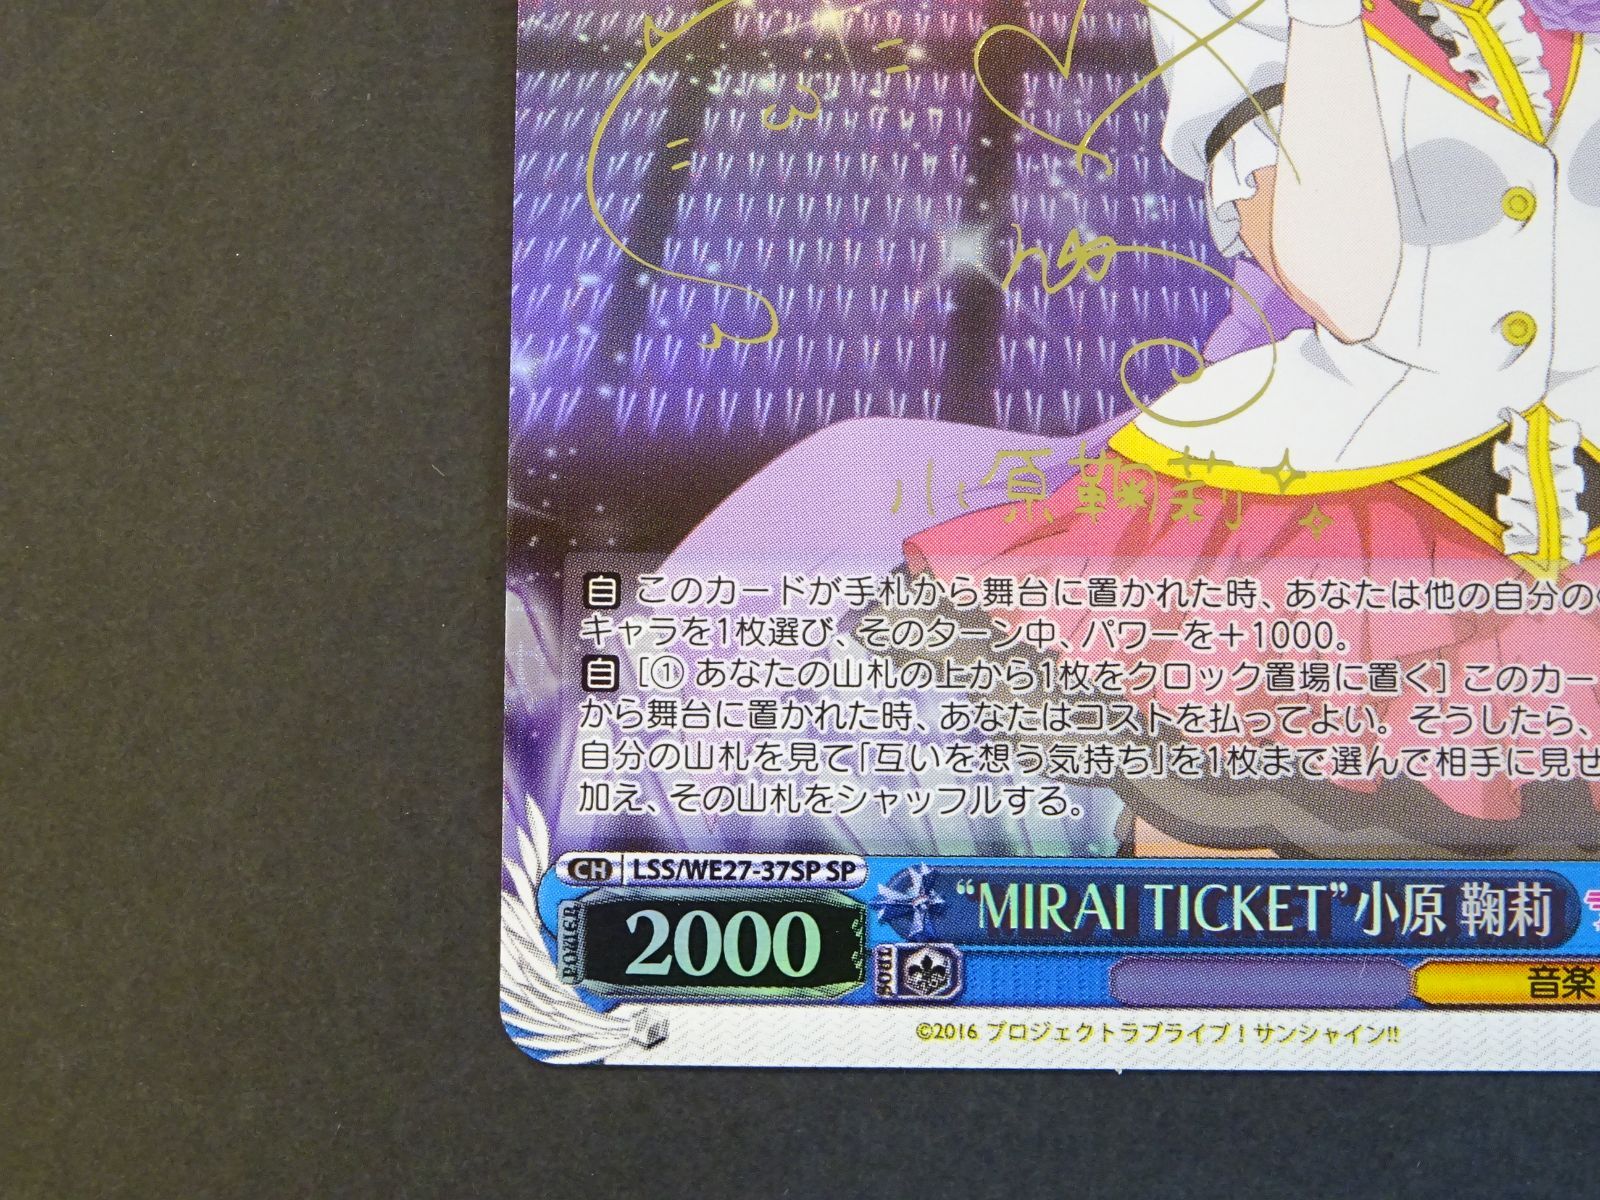 小原鞠莉
自 このカードが手札から舞台に置かれた時、あなたは他の自分の
キャラを1枚選び、そのターン中、パワーを+1000。
自 [① あなたの山札の上から1枚をクロック置場に置く] このカー
から舞台に置かれた時、あなたはコストを払ってよい。そうしたら、
自分の山札を見て「互いを想う気持ち」を1枚まで選んで相手に見せ
加え、その山札をシャッフルする。
CH LSS/WE27-37SP SP
“MIRAI TICKET”小原 鞠莉
POWER 2000
SOUL
音楽
©2016 プロジェクトラブライブ！サンシャイン!!